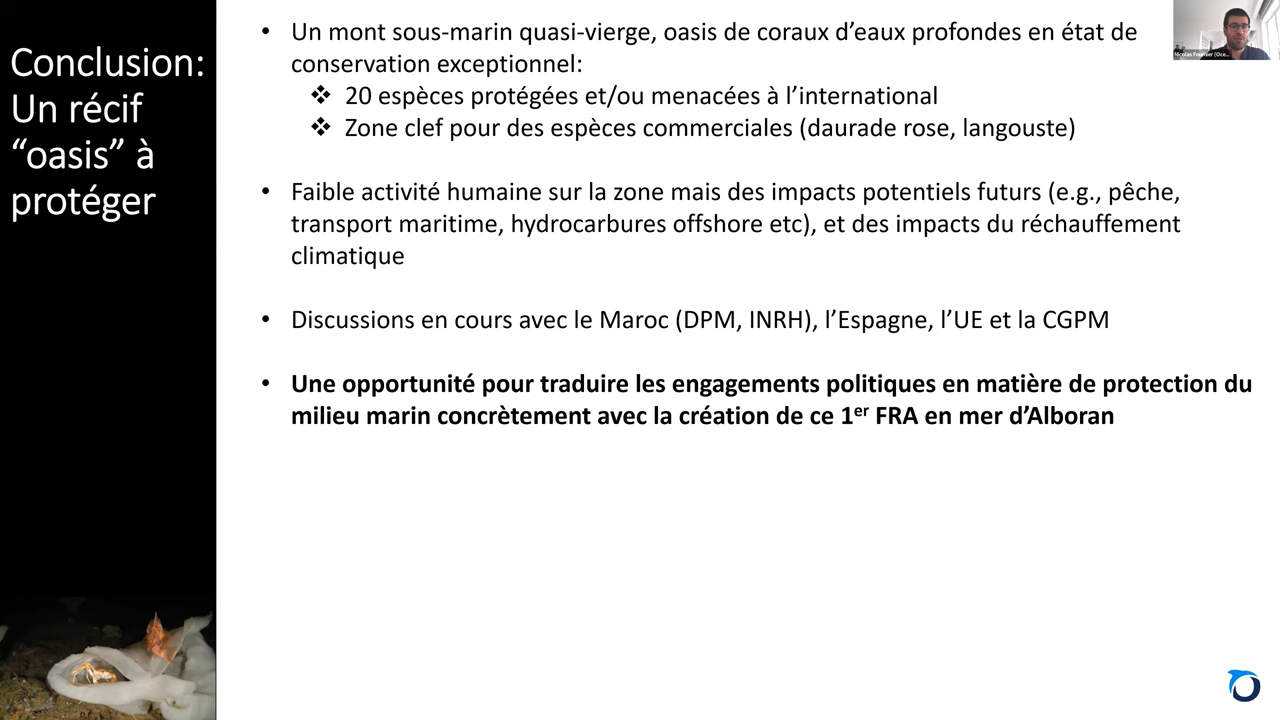 Conclusion:
Un récif
“oasis” à
protéger
• Un mont sous-marin quasi-vierge, oasis de coraux d’eaux profondes en état de
conservation exceptionnel:
❖ 20 espèces protégées et/ou menacées à l’international
❖ Zone clef pour des espèces commerciales (daurade rose, langouste)
• Faible activité humaine sur la zone mais des impacts potentiels futurs (e.g., pêche,
transport maritime, hydrocarbures offshore etc), et des impacts du réchauffement
climatique
• Discussions en cours avec le Maroc (DPM, INRH), l’Espagne, l’UE et la CGPM
• Une opportunité pour traduire les engagements politiques en matière de protection du
milieu marin concrètement avec la création de ce 1er FRA en mer d’Alboran
Nicolas Fournier (Oce...